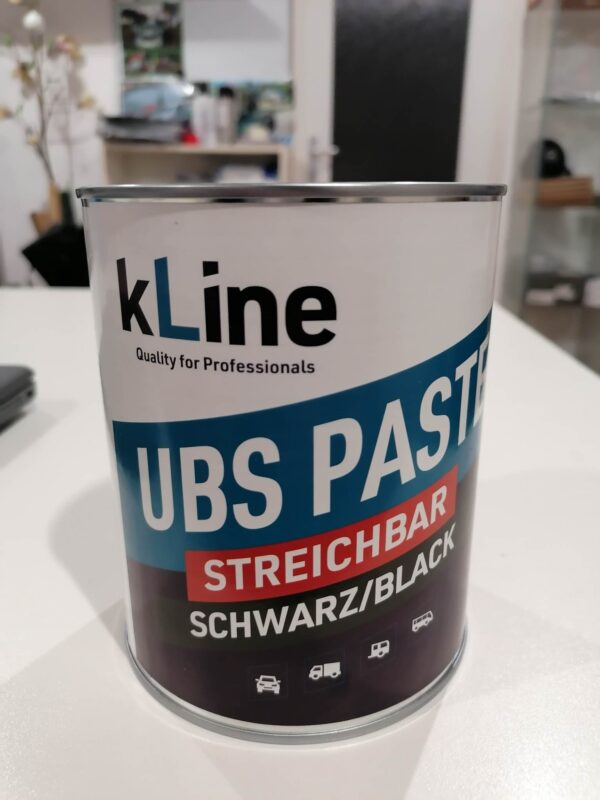 kLine
Quality for Professionals
UBS PASTE
STREICHBAR
SCHWARZ/BLACK